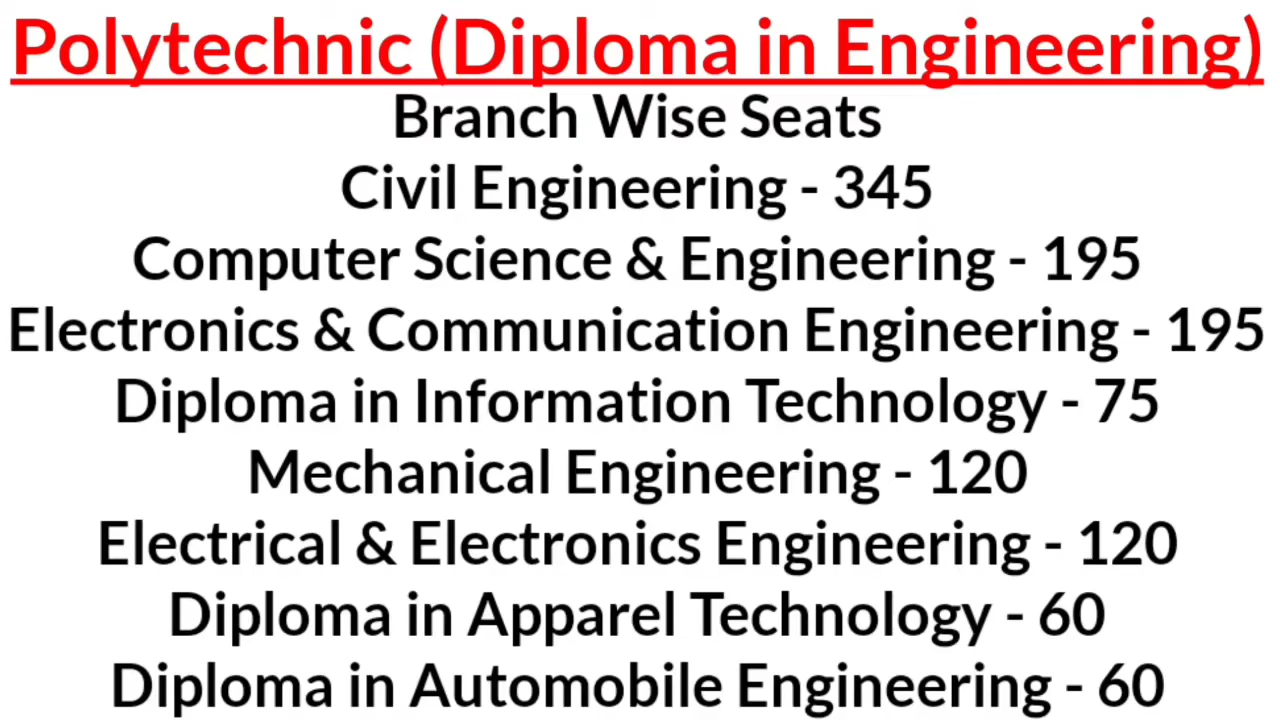 Polytechnic (Diploma in Engineering)
Branch Wise Seats
Civil Engineering - 345
Computer Science & Engineering - 195
Electronics & Communication Engineering - 195
Diploma in Information Technology - 75
Mechanical Engineering - 120
Electrical & Electronics Engineering - 120
Diploma in Apparel Technology - 60
Diploma in Automobile Engineering - 60